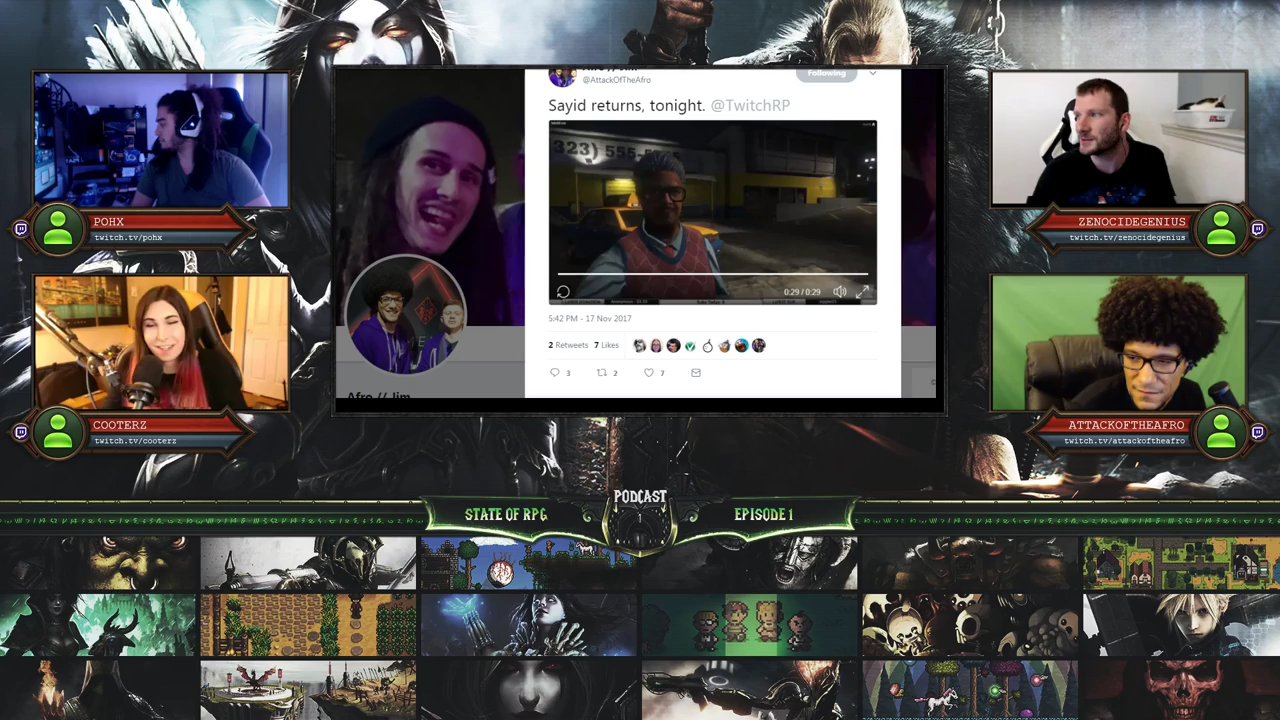 @AttackOfTheAfro
Following
Sayid returns, tonight. @TwitchRP
323) 555-
0:29 / 0:29
5:42 PM - 17 Nov 2017
2 Retweets 7 Likes
3 2 7
Afro // Jim
POHX
twitch.tv/pohx
COOTERZ
twitch.tv/cooterz
ZENOCIDEGENIUS
twitch.tv/zenocidegenius
ATTACKOFTHEAFRO
twitch.tv/attackoftheafro
PODCAST
STATE OF RPG
1
EPISODE 1